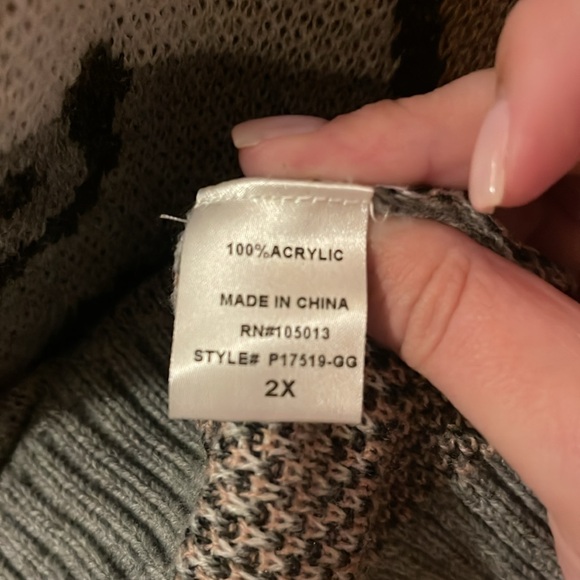 100%ACRYLIC
MADE IN CHINA
RN#105013
STYLE# P17519-GG
2X